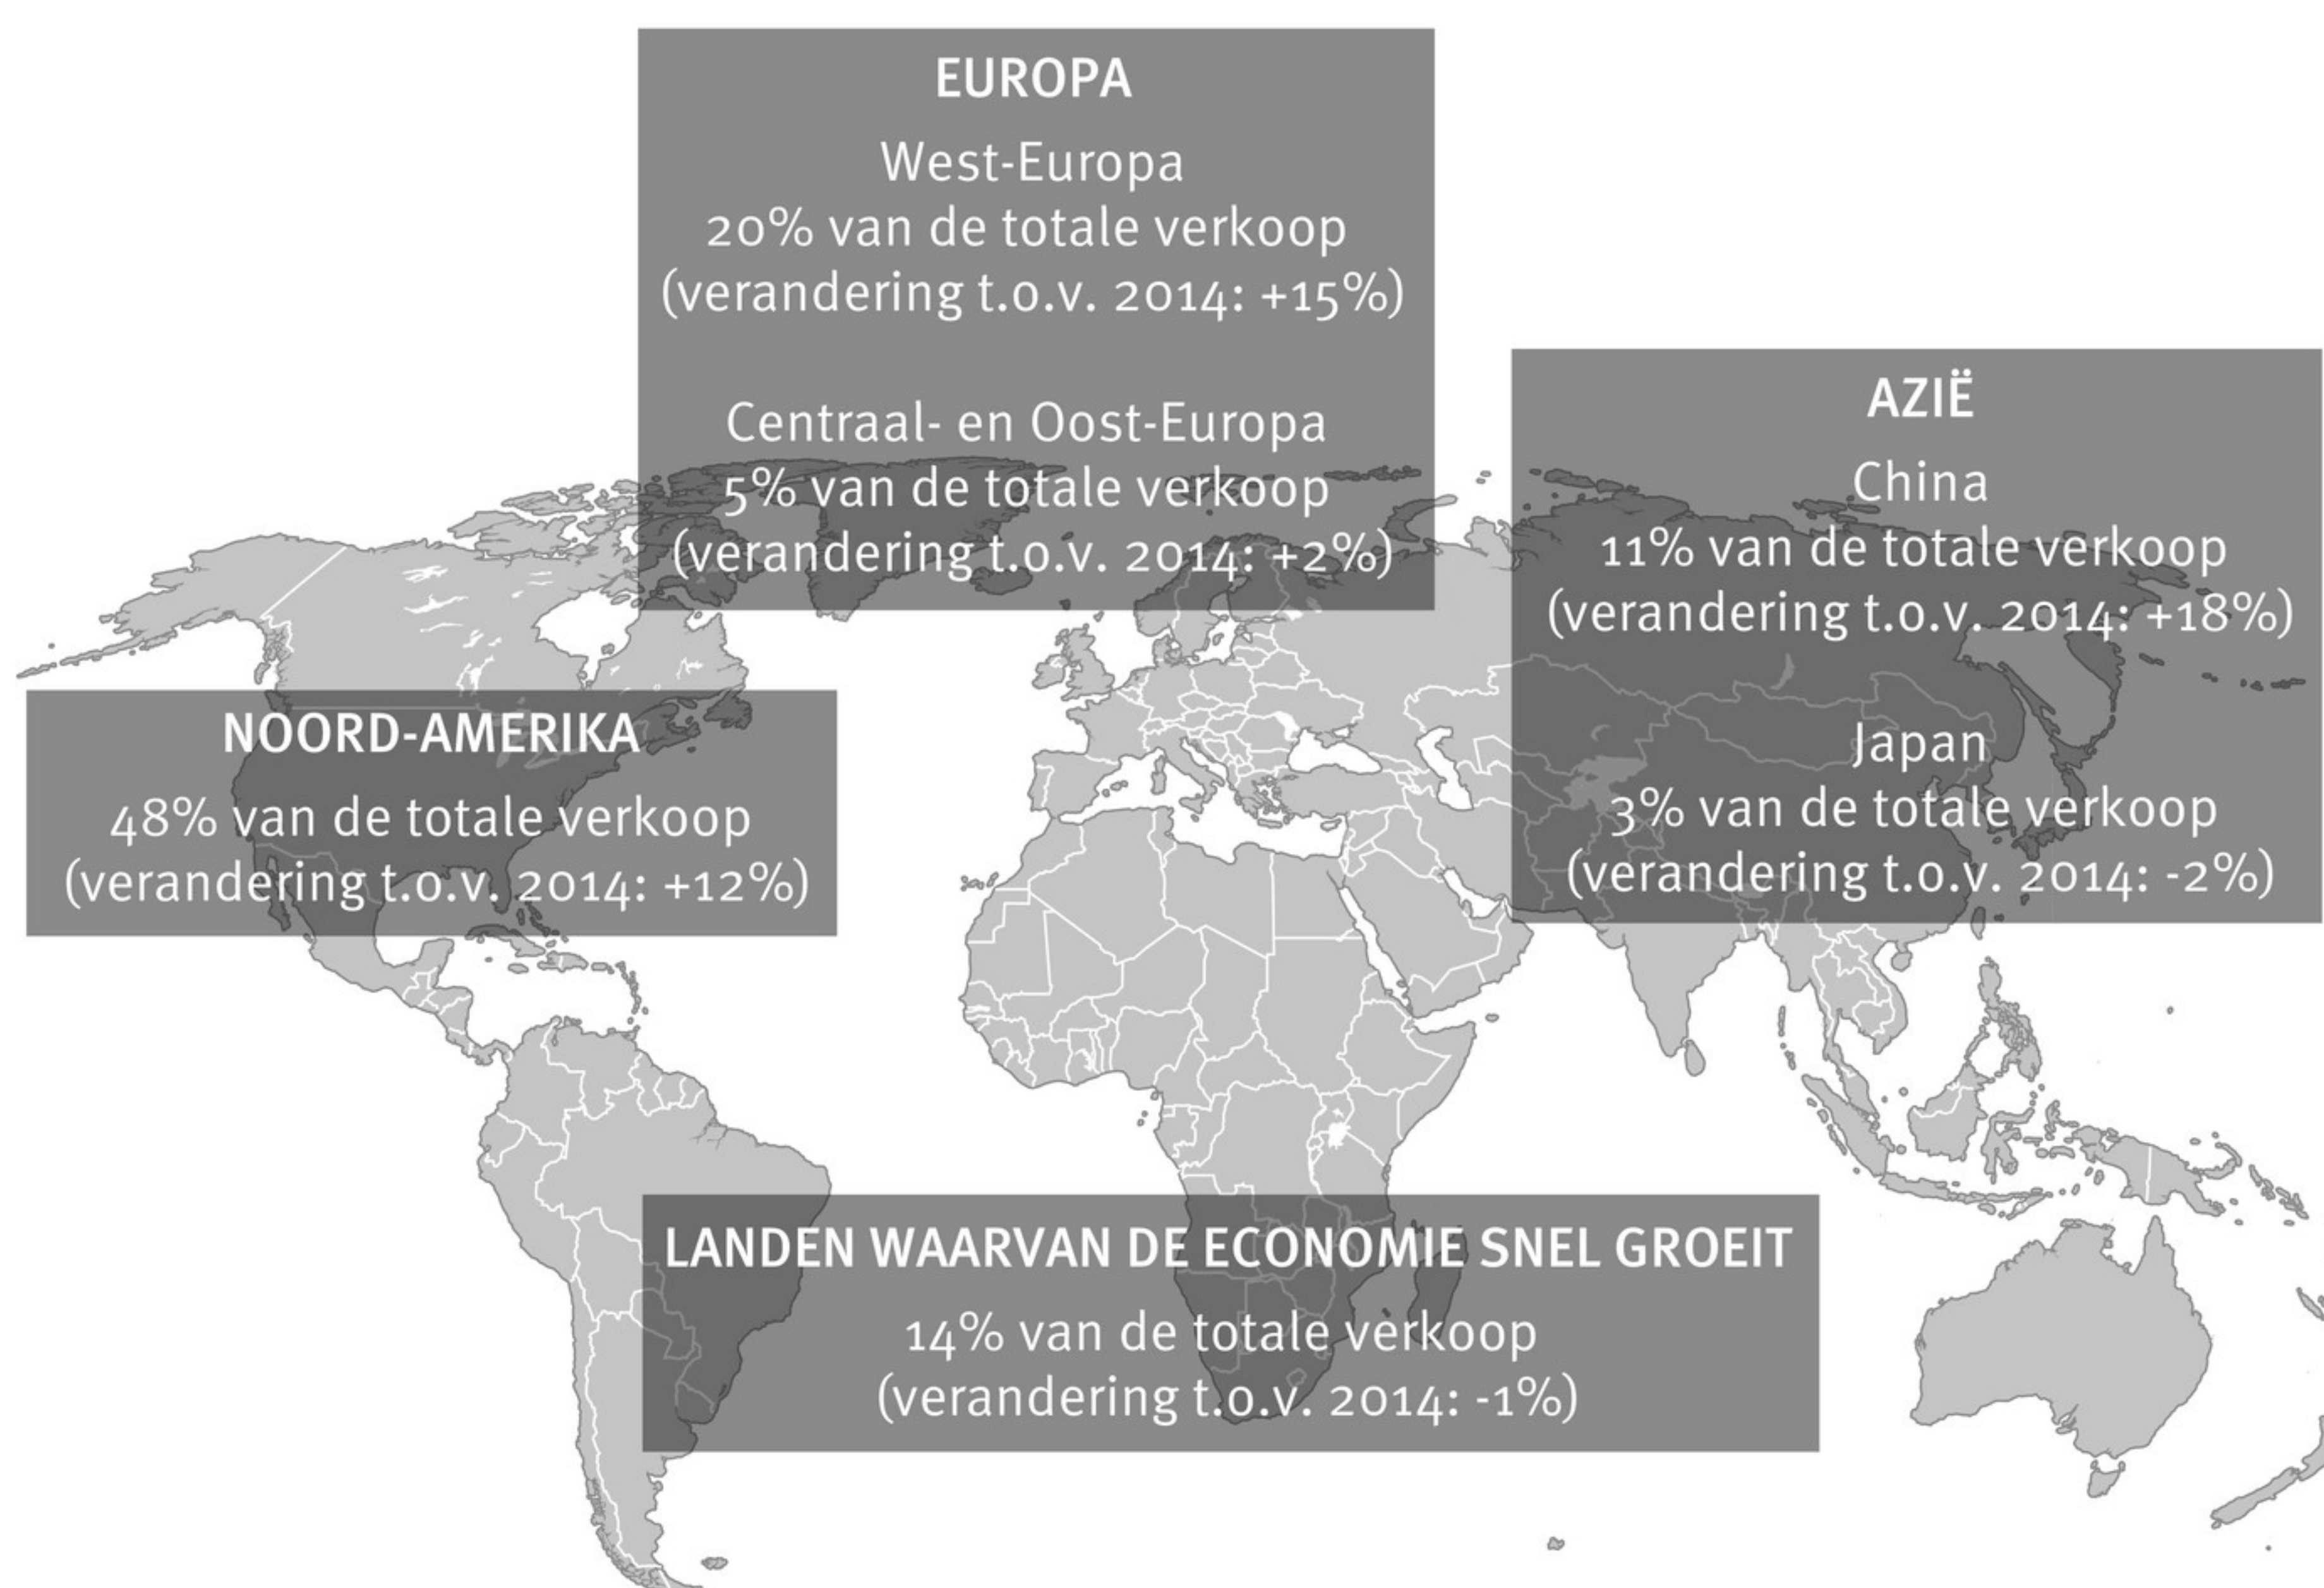 EUROPA
West-Europa
20% van de totale verkoop
(verandering t.o.v. 2014: +15%)
Centraal- en Oost-Europa
5% van de totale verkoop
(verandering t.o.v. 2014: +2%)
AZIË
China
11% van de totale verkoop
(verandering t.o.v. 2014: +18%)
Japan
3% van de totale verkoop
(verandering t.o.v. 2014: -2%)
NOORD-AMERIKA
48% van de totale verkoop
(verandering t.o.v. 2014: +12%)
LANDEN WAARVAN DE ECONOMIE SNEL GROEIT
14% van de totale verkoop
(verandering t.o.v. 2014: -1%)